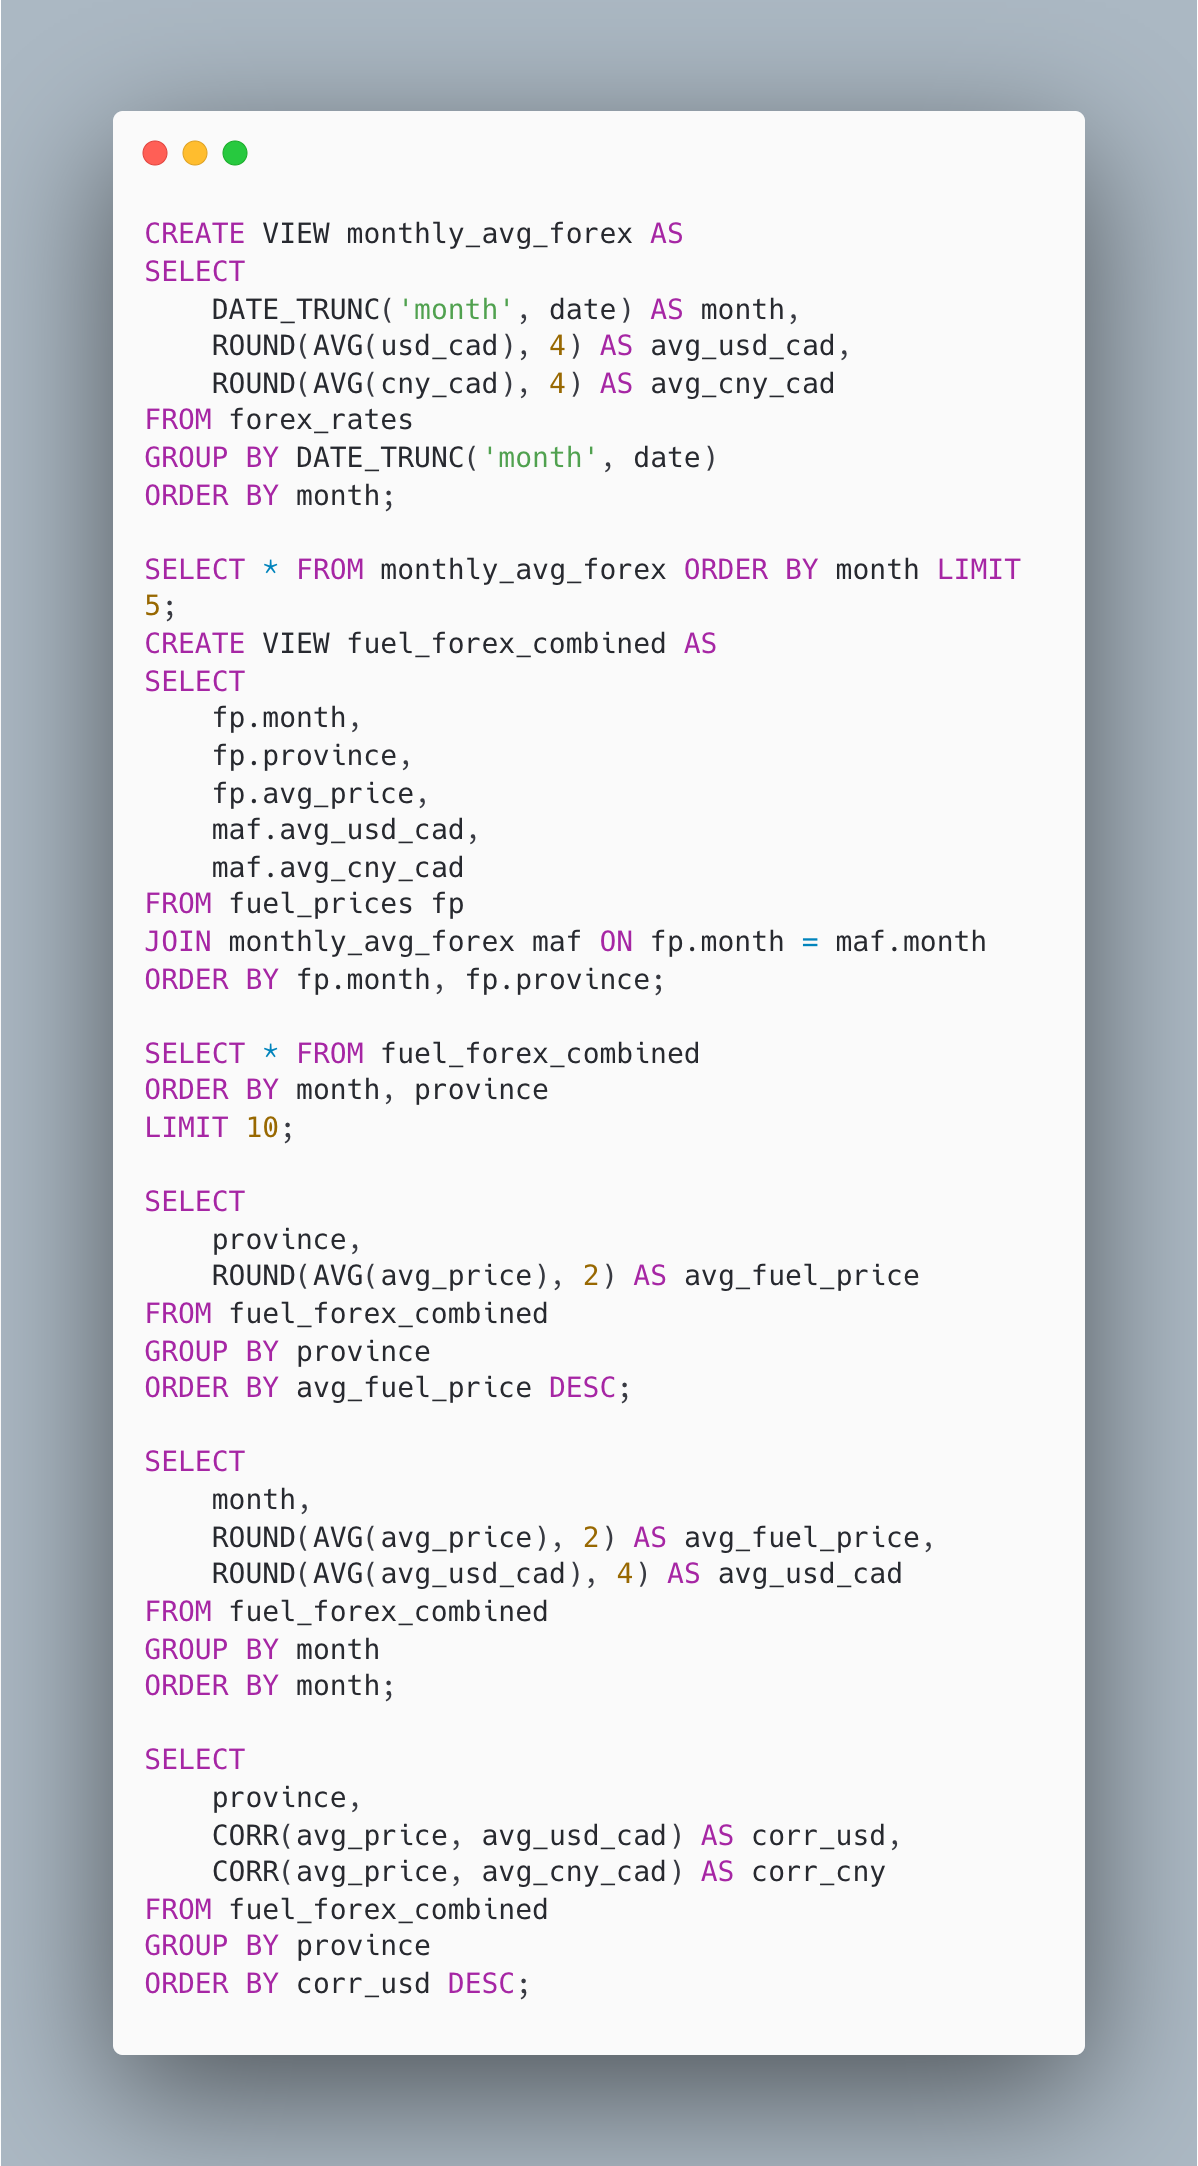 CREATE VIEW monthly_avg_forex AS
SELECT
    DATE_TRUNC('month', date) AS month,
    ROUND(AVG(usd_cad), 4) AS avg_usd_cad,
    ROUND(AVG(cny_cad), 4) AS avg_cny_cad
FROM forex_rates
GROUP BY DATE_TRUNC('month', date)
ORDER BY month;

SELECT * FROM monthly_avg_forex ORDER BY month LIMIT
5;
CREATE VIEW fuel_forex_combined AS
SELECT
    fp.month,
    fp.province,
    fp.avg_price,
    maf.avg_usd_cad,
    maf.avg_cny_cad
FROM fuel_prices fp
JOIN monthly_avg_forex maf ON fp.month = maf.month
ORDER BY fp.month, fp.province;

SELECT * FROM fuel_forex_combined
ORDER BY month, province
LIMIT 10;

SELECT
    province,
    ROUND(AVG(avg_price), 2) AS avg_fuel_price
FROM fuel_forex_combined
GROUP BY province
ORDER BY avg_fuel_price DESC;

SELECT
    month,
    ROUND(AVG(avg_price), 2) AS avg_fuel_price,
    ROUND(AVG(avg_usd_cad), 4) AS avg_usd_cad
FROM fuel_forex_combined
GROUP BY month
ORDER BY month;

SELECT
    province,
    CORR(avg_price, avg_usd_cad) AS corr_usd,
    CORR(avg_price, avg_cny_cad) AS corr_cny
FROM fuel_forex_combined
GROUP BY province
ORDER BY corr_usd DESC;